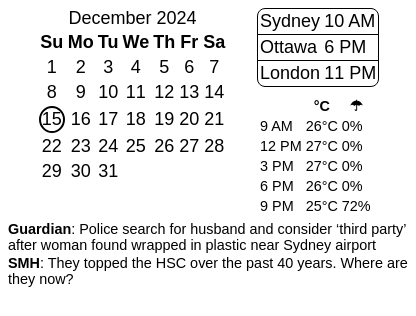 December 2024
Su Mo Tu We Th Fr Sa
1 2 3 4 5 6 7
8 9 10 11 12 13 14
15 16 17 18 19 20 21
22 23 24 25 26 27 28
29 30 31
Sydney 10 AM
Ottawa 6 PM
London 11 PM
°C ☂
9 AM 26°C 0%
12 PM 27°C 0%
3 PM 27°C 0%
6 PM 26°C 0%
9 PM 25°C 72%
Guardian: Police search for husband and consider ‘third party’
after woman found wrapped in plastic near Sydney airport
SMH: They topped the HSC over the past 40 years. Where are
they now?